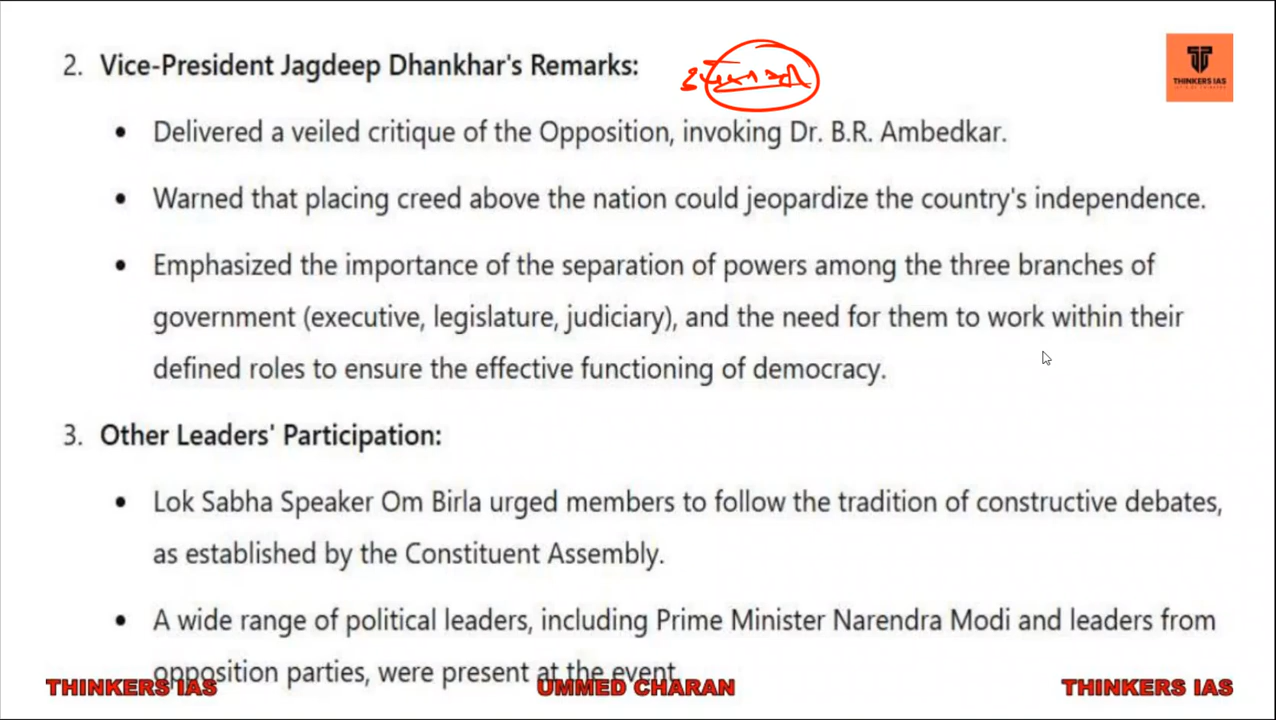 2. Vice-President Jagdeep Dhankhar's Remarks:
THINKERS IAS
• Delivered a veiled critique of the Opposition, invoking Dr. B.R. Ambedkar.
• Warned that placing creed above the nation could jeopardize the country's independence.
• Emphasized the importance of the separation of powers among the three branches of
government (executive, legislature, judiciary), and the need for them to work within their
defined roles to ensure the effective functioning of democracy.
3. Other Leaders' Participation:
• Lok Sabha Speaker Om Birla urged members to follow the tradition of constructive debates,
as established by the Constituent Assembly.
• A wide range of political leaders, including Prime Minister Narendra Modi and leaders from
opposition parties, were present at the event.
THINKERS IAS UMMED CHARAN THINKERS IAS